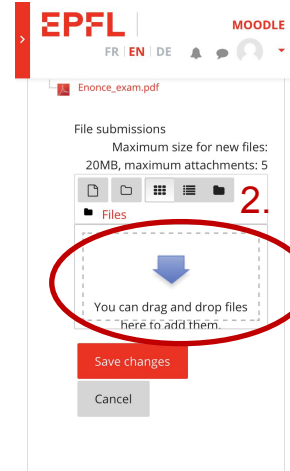 EPFL
MOODLE
FR EN DE
Enonce_exam.pdf
File submissions
Maximum size for new files:
20MB, maximum attachments: 5
2.
Files
You can drag and drop files
here to add them.
Save changes
Cancel